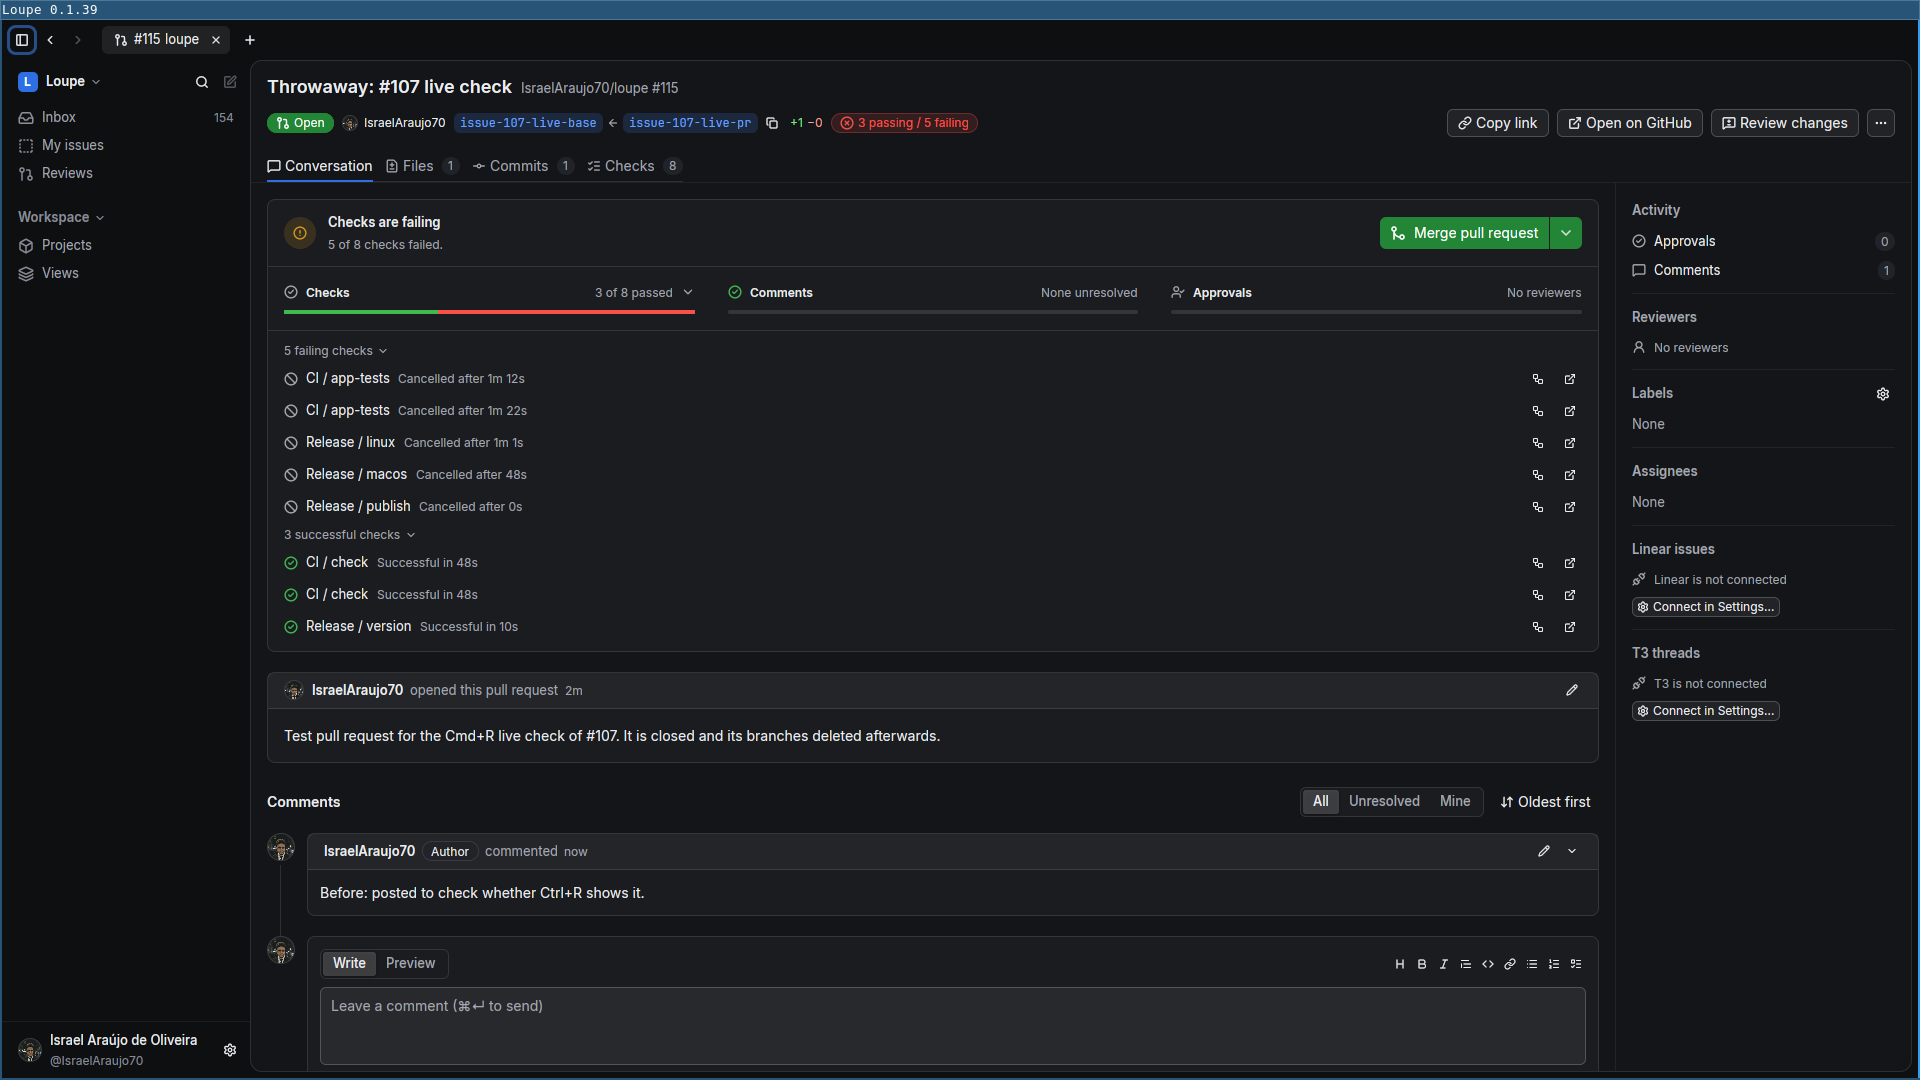 Loupe 0.1.39
#115 loupe
L Loupe
Inbox 154
My issues
Reviews
Workspace
Projects
Views
Throwaway: #107 live check IsraelAraujo70/loupe #115
Open IsraelAraujo70 issue-107-live-base ← issue-107-live-pr +1 −0 3 passing / 5 failing
Copy link
Open on GitHub
Review changes
Conversation Files 1 Commits 1 Checks 8
Checks are failing
5 of 8 checks failed.
Merge pull request
Checks 3 of 8 passed
Comments None unresolved
Approvals No reviewers
5 failing checks
CI / app-tests Cancelled after 1m 12s
CI / app-tests Cancelled after 1m 22s
Release / linux Cancelled after 1m 1s
Release / macos Cancelled after 48s
Release / publish Cancelled after 0s
3 successful checks
CI / check Successful in 48s
CI / check Successful in 48s
Release / version Successful in 10s
IsraelAraujo70 opened this pull request 2m
Test pull request for the Cmd+R live check of #107. It is closed and its branches deleted afterwards.
Comments
All Unresolved Mine Oldest first
IsraelAraujo70 Author commented now
Before: posted to check whether Ctrl+R shows it.
Write Preview
H B I
Leave a comment (⌘↵ to send)
Activity
Approvals 0
Comments 1
Reviewers
No reviewers
Labels
None
Assignees
None
Linear issues
Linear is not connected
Connect in Settings...
T3 threads
T3 is not connected
Connect in Settings...
Israel Araújo de Oliveira
@IsraelAraujo70